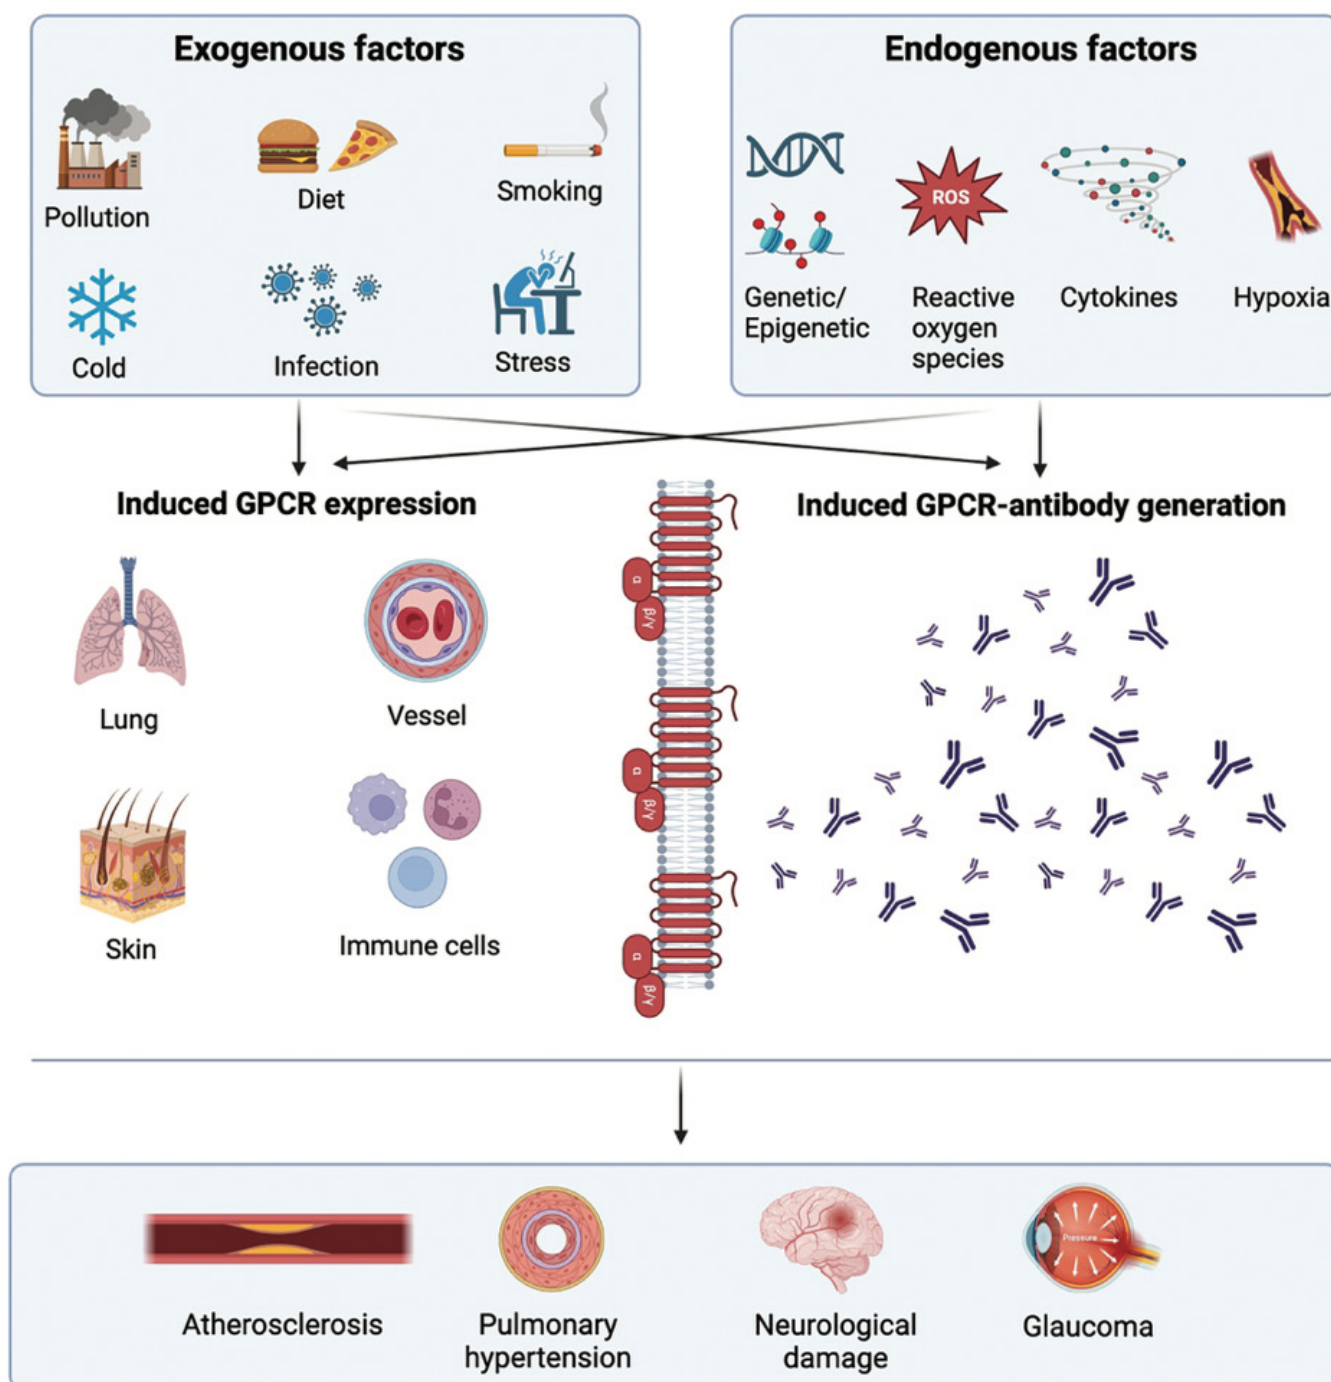 Exogenous factors
Pollution
Diet
Smoking
Cold
Infection
Stress
Endogenous factors
ROS
Genetic/
Epigenetic
Reactive
oxygen
species
Cytokines
Hypoxia
Induced GPCR expression
Lung
Vessel
Skin
Immune cells
α
β/γ
α
β/γ
α
β/γ
Induced GPCR-antibody generation
Atherosclerosis
Pulmonary
hypertension
Neurological
damage
Pressure
Glaucoma